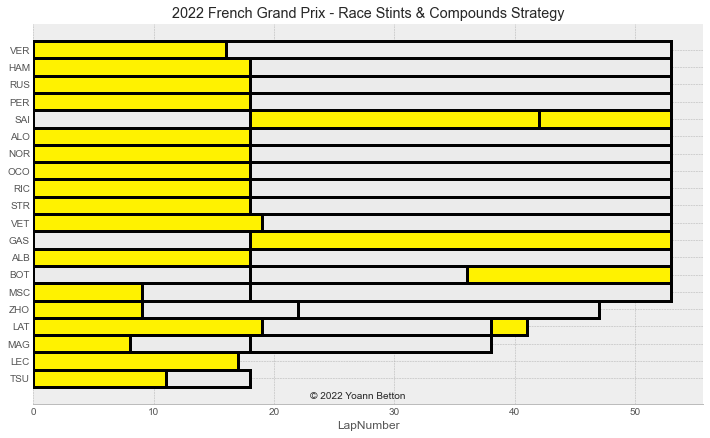 2022 French Grand Prix - Race Stints & Compounds Strategy
VER
HAM
RUS
PER
SAI
ALO
NOR
OCO
RIC
STR
VET
GAS
ALB
BOT
MSC
ZHO
LAT
MAG
LEC
TSU
© 2022 Yoann Betton
0 10 20 30 40 50
LapNumber